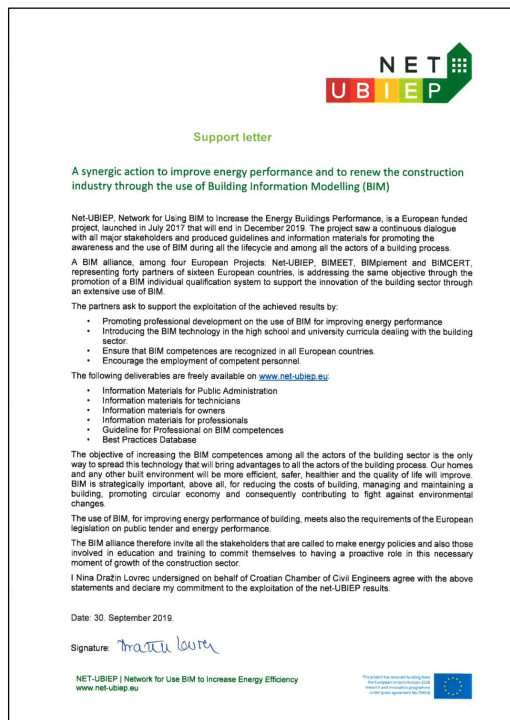 NET
UBIEP
Support letter
A synergic action to improve energy performance and to renew the construction
industry through the use of Building Information Modelling (BIM)
Net-UBIEP, Network for Using BIM to Increase the Energy Buildings Performance, is a European funded
project, launched in July 2017 that will end in December 2019. The project saw a continuous dialogue
with all major stakeholders and produced guidelines and information materials for promoting the
awareness and the use of BIM during all the lifecycle and among all the actors of a building process.
A BIM alliance, among four European Projects: Net-UBIEP, BIMEET, BIMplement and BIMCERT,
representing forty partners of sixteen European countries, is addressing the same objective through the
promotion of a BIM individual qualification system to support the innovation of the building sector through
an extensive use of BIM.
The partners ask to support the exploitation of the achieved results by:
• Promoting professional development on the use of BIM for improving energy performance
• Introducing the BIM technology in the high school and university curricula dealing with the building
sector.
• Ensure that BIM competences are recognized in all European countries.
• Encourage the employment of competent personnel.
The following deliverables are freely available on www.net-ubiep.eu:
• Information Materials for Public Administration
• Information materials for technicians
• Information materials for owners
• Information materials for professionals
• Guideline for Professional on BIM competences
• Best Practices Database
The objective of increasing the BIM competences among all the actors of the building sector is the only
way to spread this technology that will bring advantages to all the actors of the building process. Our homes
and any other built environment will be more efficient, safer, healthier and the quality of life will improve.
BIM is strategically important, above all, for reducing the costs of building, managing and maintaining a
building, promoting circular economy and consequently contributing to fight against environmental
changes.
The use of BIM, for improving energy performance of building, meets also the requirements of the European
legislation on public tender and energy performance.
The BIM alliance therefore invite all the stakeholders that are called to make energy policies and also those
involved in education and training to commit themselves to having a proactive role in this necessary
moment of growth of the construction sector.
I Nina Dražin Lovrec undersigned on behalf of Croatian Chamber of Civil Engineers agree with the above
statements and declare my commitment to the exploitation of the net-UBIEP results.
Date: 30. September 2019.
Signature:
NET-UBIEP | Network for Use BIM to Increase Energy Efficiency
www.net-ubiep.eu
This project has received funding from
the European Union's Horizon 2020
research and innovation programme
under grant agreement No